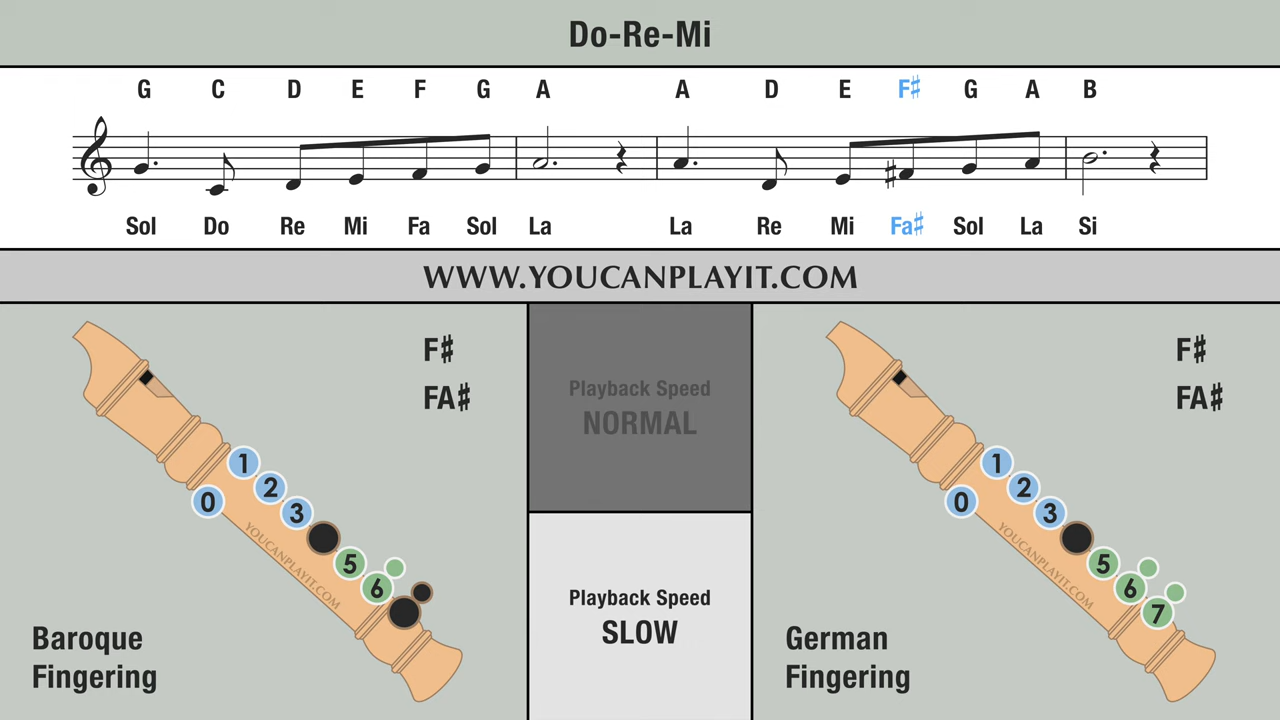 Do-Re-Mi
G C D E F G A A D E F♯ G A B
Sol Do Re Mi Fa Sol La La Re Mi Fa♯ Sol La Si
WWW.YOUCANPLAYIT.COM
F♯
FA♯
0 1 2 3 5 6
YOUCANPLAYIT.COM
Baroque
Fingering
Playback Speed
NORMAL
Playback Speed
SLOW
F♯
FA♯
0 1 2 3 5 6 7
YOUCANPLAYIT.COM
German
Fingering